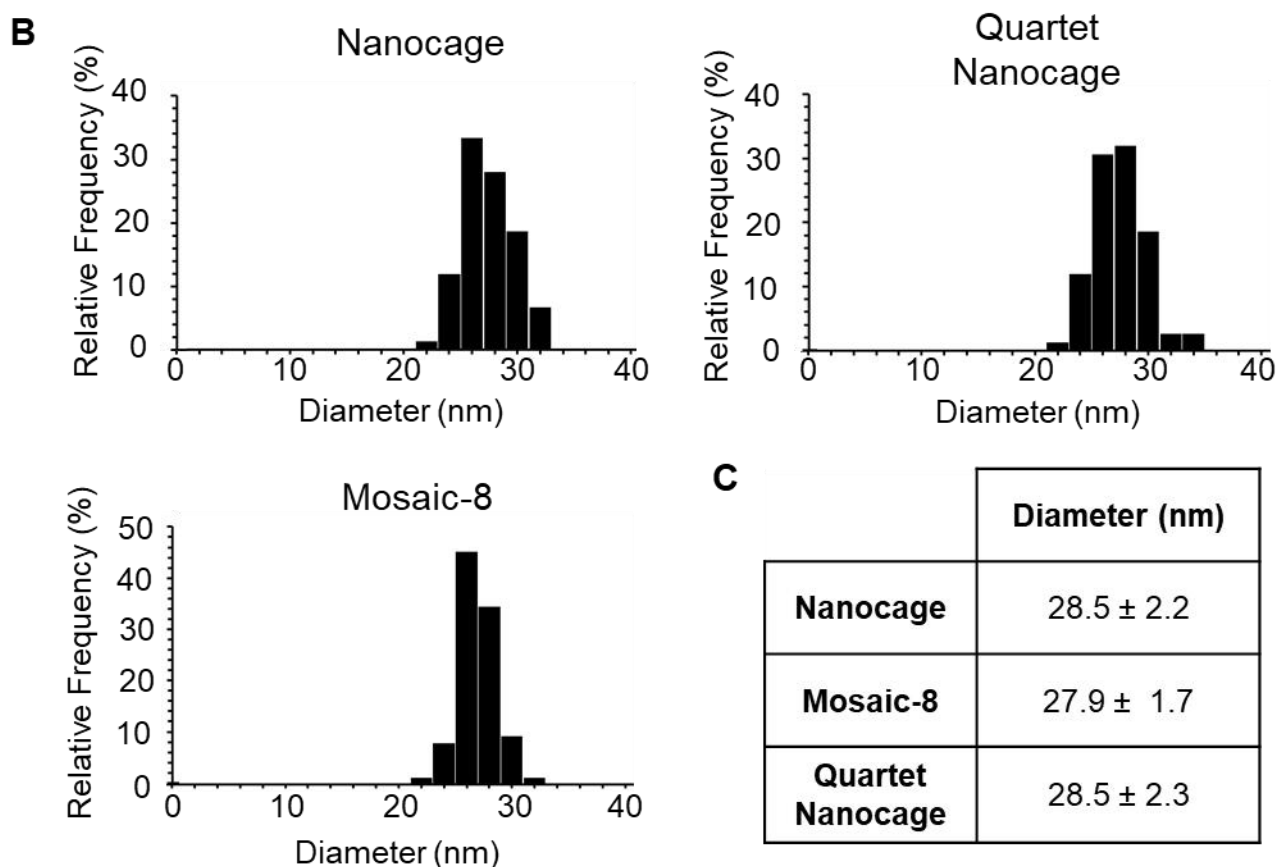 B
Nanocage
Relative Frequency (%)
40
30
20
10
0
0 10 20 30 40
Diameter (nm)
Quartet
Nanocage
Relative Frequency (%)
40
30
20
10
0
0 10 20 30 40
Diameter (nm)
Mosaic-8
Relative Frequency (%)
50
40
30
20
10
0
0 10 20 30 40
Diameter (nm)
C
Diameter (nm)
Nanocage 28.5 ± 2.2
Mosaic-8 27.9 ± 1.7
Quartet
Nanocage 28.5 ± 2.3